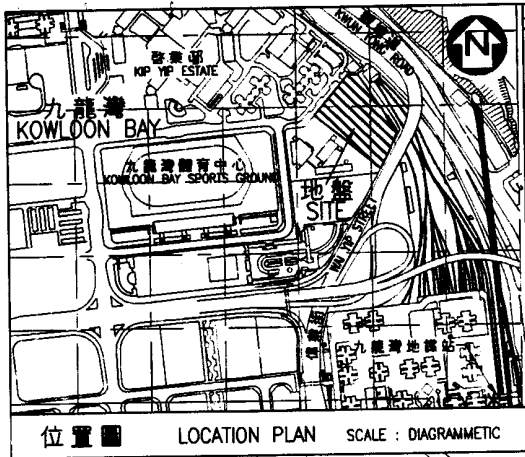 啓業邨
KIP YIP ESTATE
KWUN TONG ROAD
N
九龍灣
KOWLOON BAY
九龍灣體育中心
KOWLOON BAY SPORTS GROUND
地盤
SITE
WAI YIP STREET
九龍灣地鐵站
位置圖 LOCATION PLAN SCALE : DIAGRAMMETIC